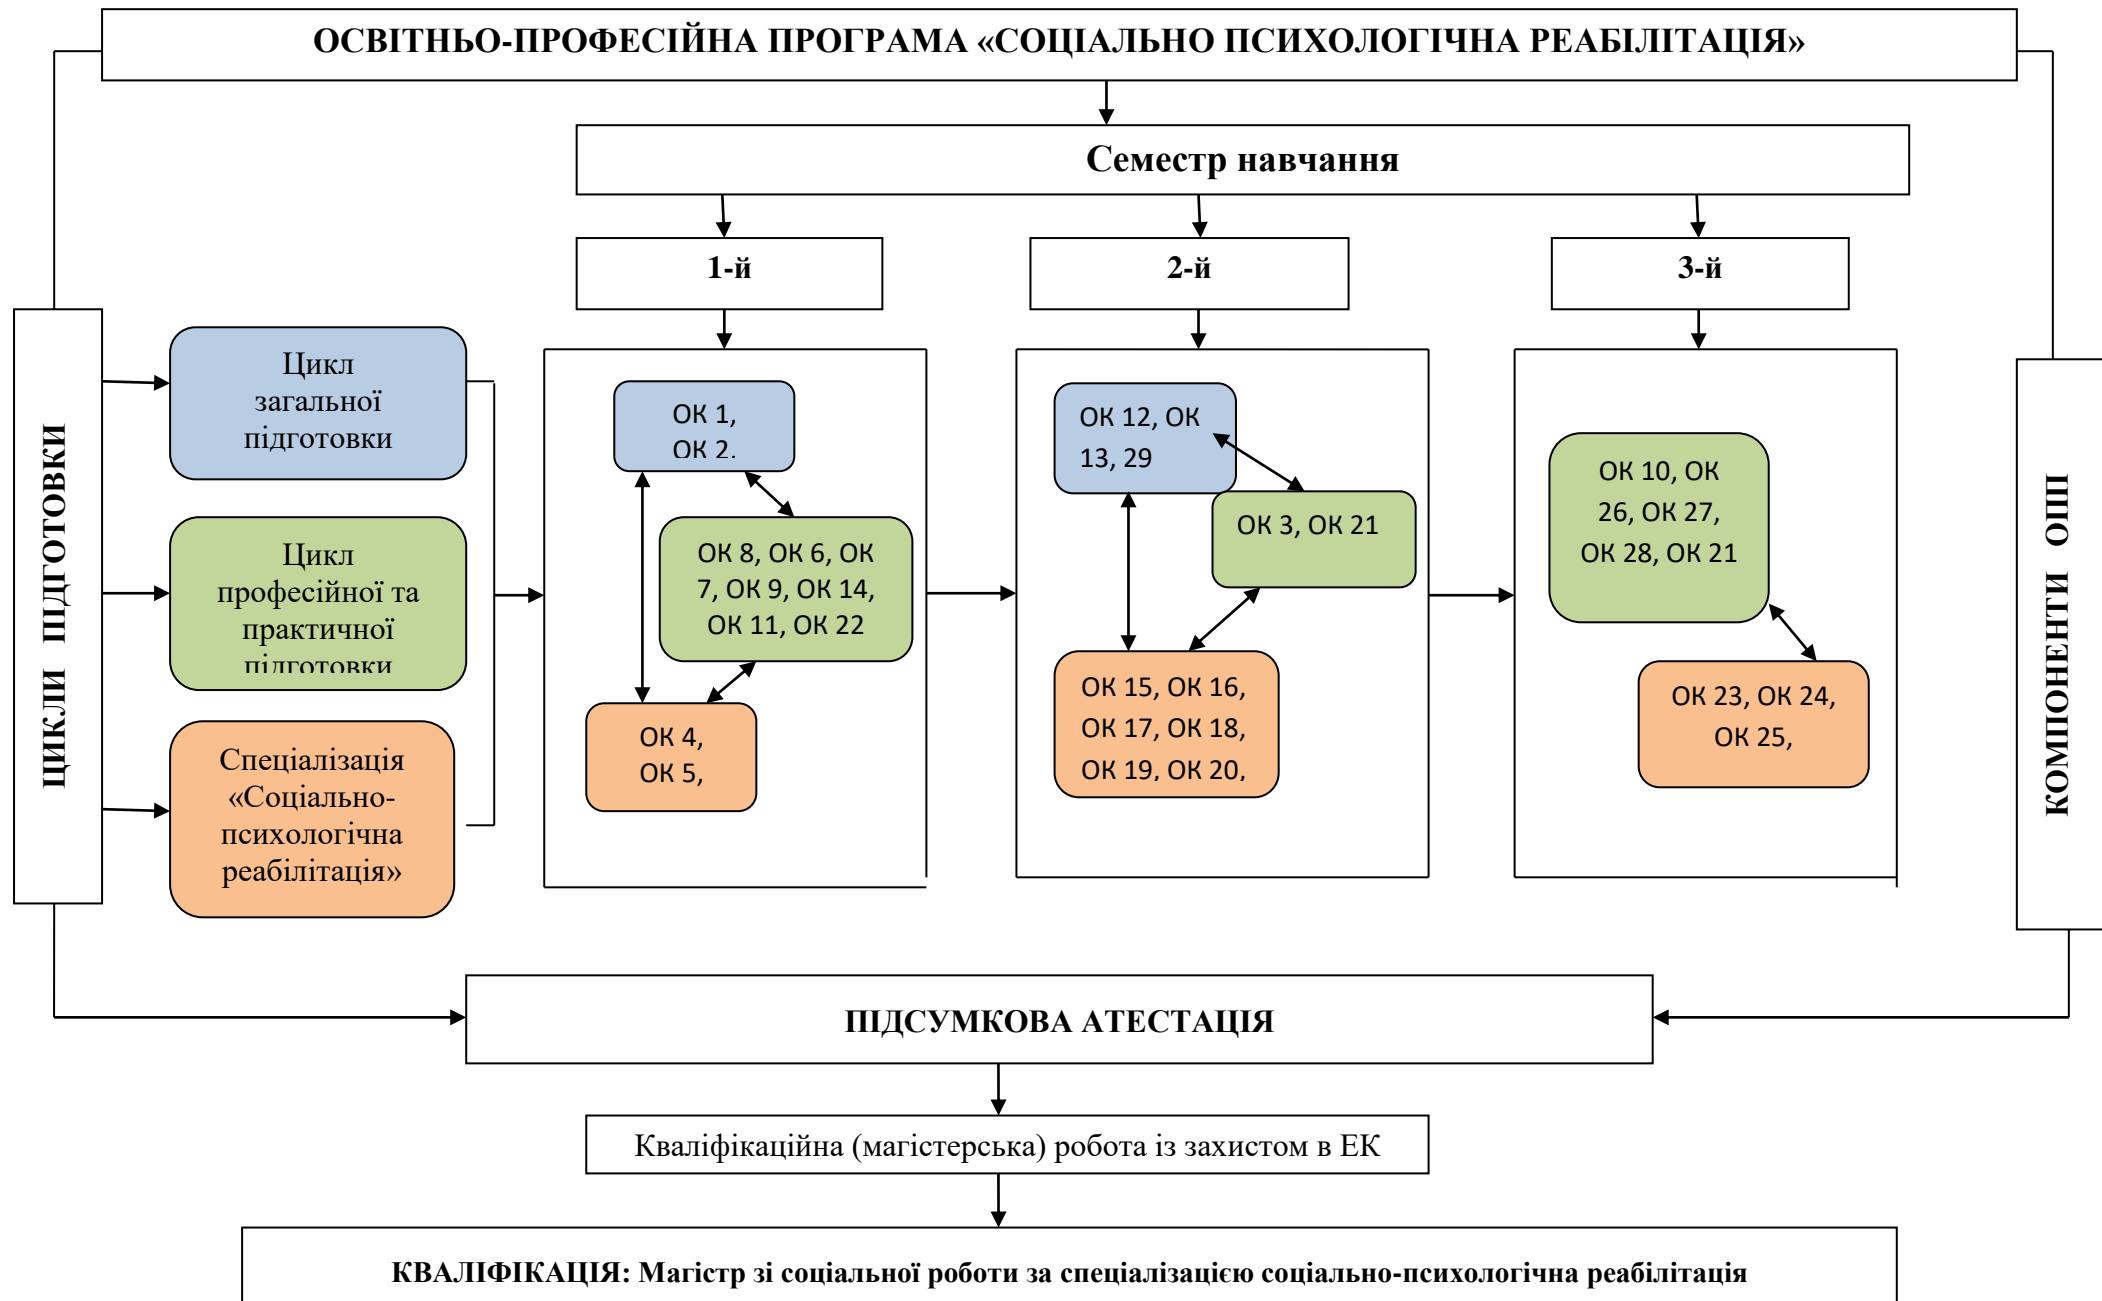 ОСВІТНЬО-ПРОФЕСІЙНА ПРОГРАМА «СОЦІАЛЬНО ПСИХОЛОГІЧНА РЕАБІЛІТАЦІЯ»
Семестр навчання
1-й
2-й
3-й
ЦИКЛИ ПІДГОТОВКИ
Цикл
загальної
підготовки
Цикл
професійної та
практичної
підготовки
Спеціалізація
«Соціально-
психологічна
реабілітація»
ОК 1,
ОК 2.
ОК 8, ОК 6, ОК
7, ОК 9, ОК 14,
ОК 11, ОК 22
ОК 4,
ОК 5,
ОК 12, ОК
13, 29
ОК 3, ОК 21
ОК 15, ОК 16,
ОК 17, ОК 18,
ОК 19, ОК 20,
ОК 10, ОК
26, ОК 27,
ОК 28, ОК 21
ОК 23, ОК 24,
ОК 25,
КОМПОНЕНТИ ОПП
ПІДСУМКОВА АТЕСТАЦІЯ
Кваліфікаційна (магістерська) робота із захистом в ЕК
КВАЛІФІКАЦІЯ: Магістр зі соціальної роботи за спеціалізацією соціально-психологічна реабілітація